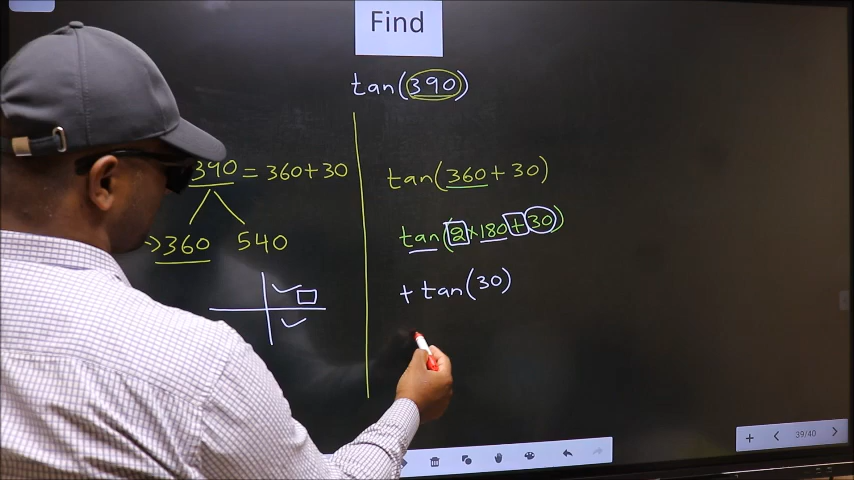 Find
tan(390)
390 = 360+30
360 540
tan(360+30)
tan(2×180+30)
+ tan(30)
39/40